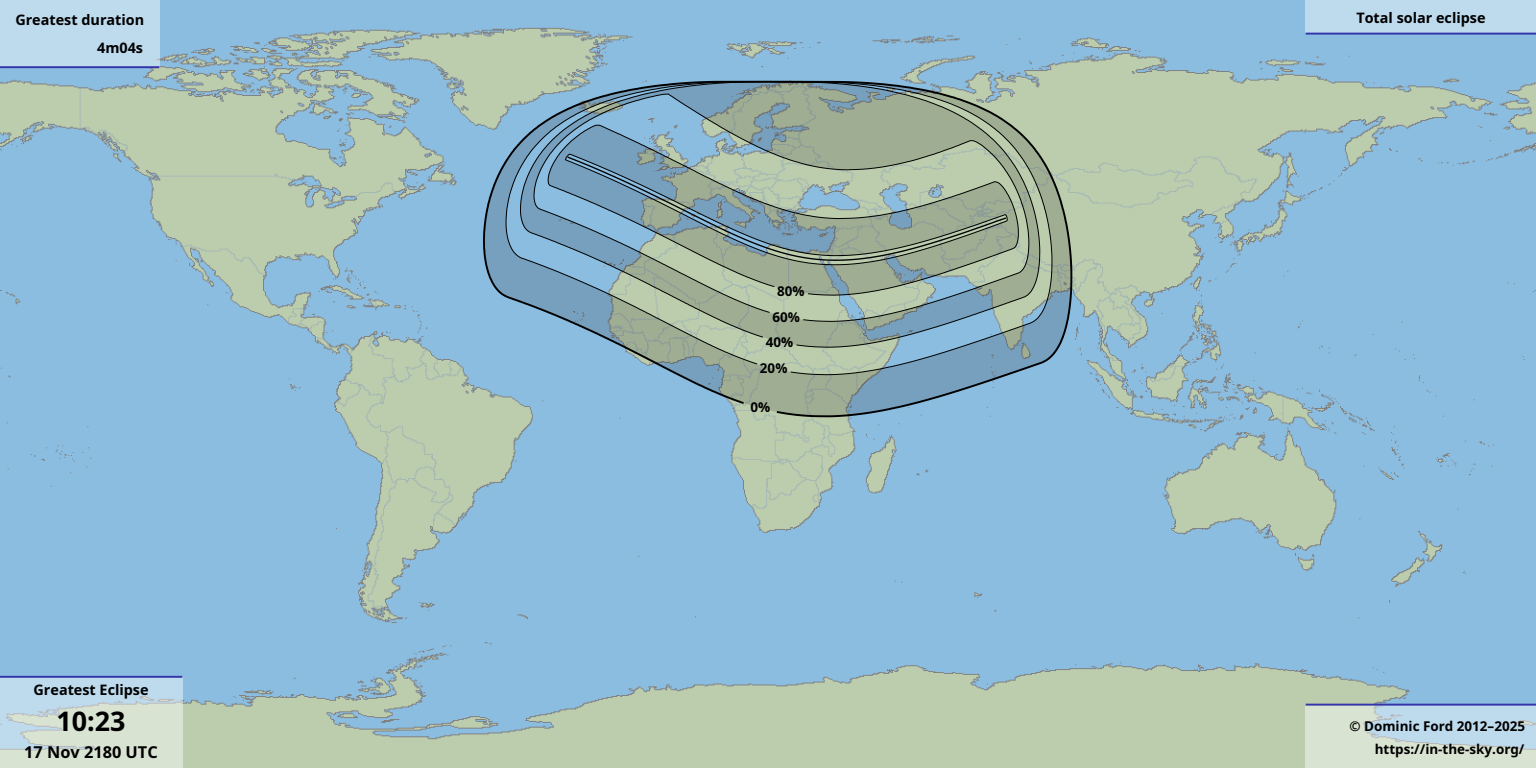 Greatest duration
4m04s
Total solar eclipse
80%
60%
40%
20%
0%
Greatest Eclipse
10:23
17 Nov 2180 UTC
© Dominic Ford 2012–2025
https://in-the-sky.org/